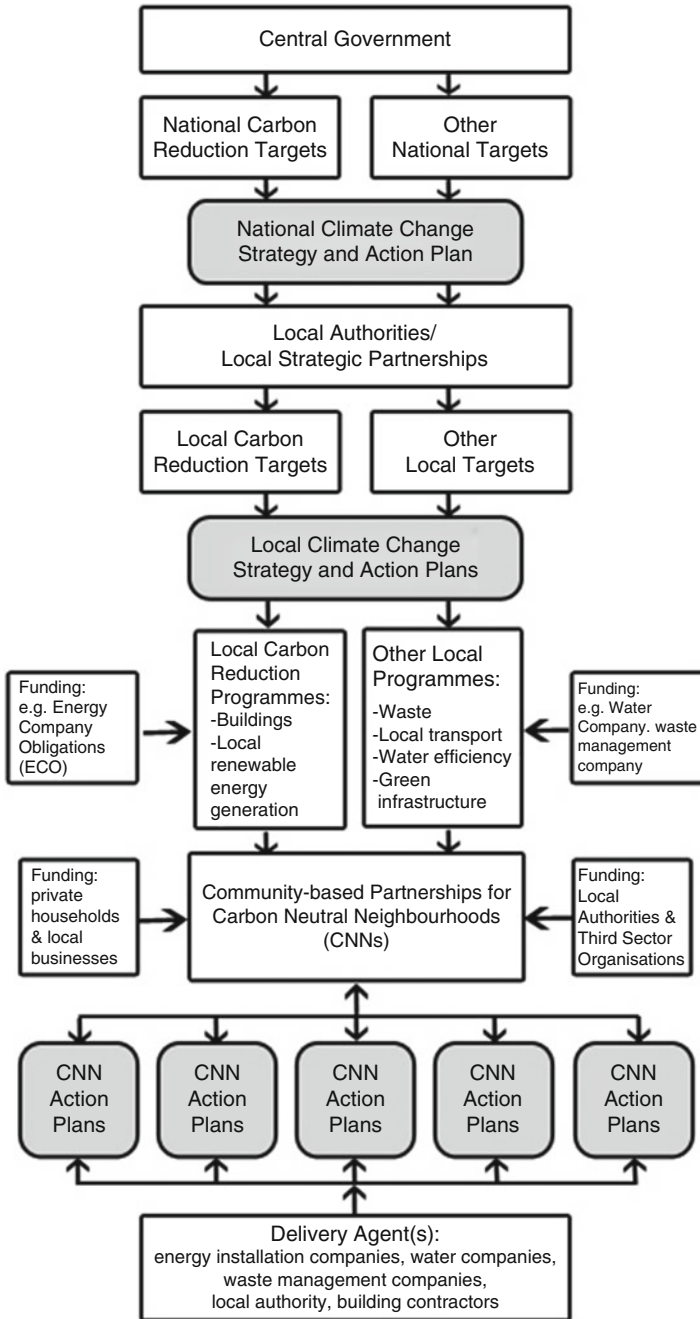 Central Government
National Carbon
Reduction Targets
Other
National Targets
National Climate Change
Strategy and Action Plan
Local Authorities/
Local Strategic Partnerships
Local Carbon
Reduction Targets
Other
Local Targets
Local Climate Change
Strategy and Action Plans
Funding:
e.g. Energy
Company
Obligations
(ECO)
Local Carbon
Reduction
Programmes:
-Buildings
-Local
renewable
energy
generation
Other Local
Programmes:
-Waste
-Local transport
-Water efficiency
-Green
infrastructure
Funding:
e.g. Water
Company. waste
management
company
Funding:
private
households
& local
businesses
Community-based Partnerships for
Carbon Neutral Neighbourhoods
(CNNs)
Funding:
Local
Authorities &
Third Sector
Organisations
CNN
Action
Plans
CNN
Action
Plans
CNN
Action
Plans
CNN
Action
Plans
CNN
Action
Plans
Delivery Agent(s):
energy installation companies, water companies,
waste management companies,
local authority, building contractors